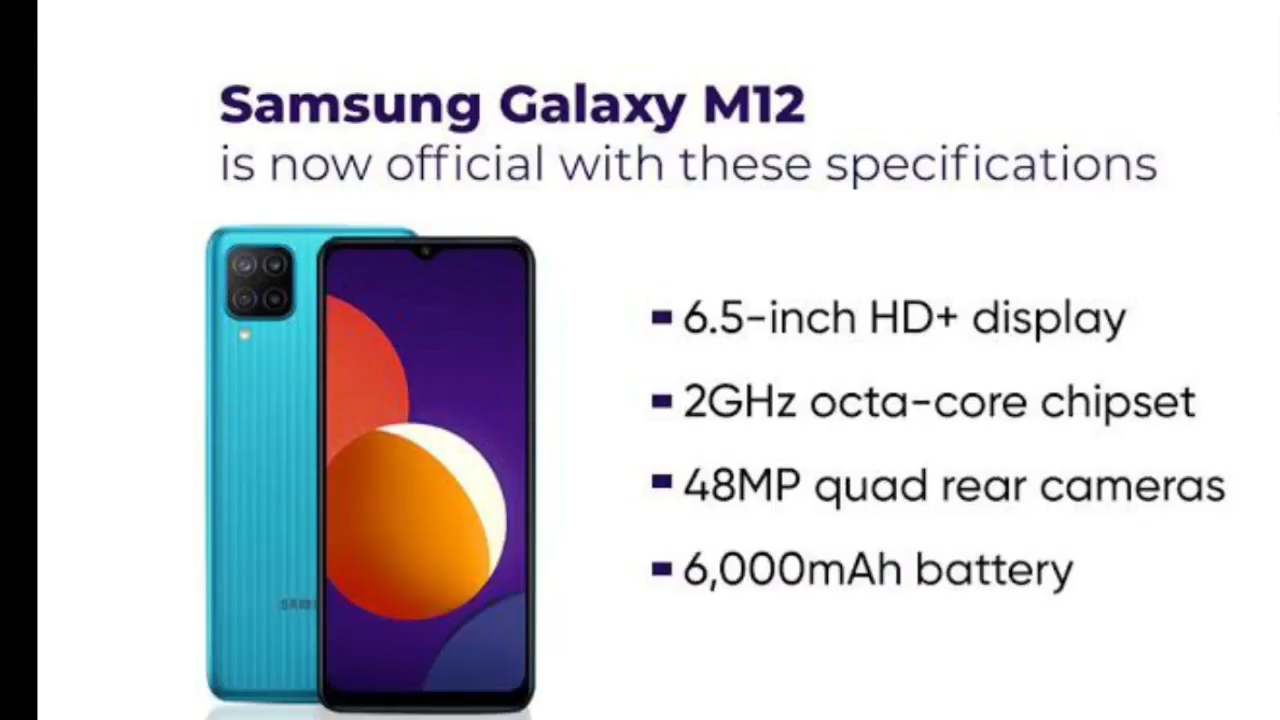 Samsung Galaxy M12
is now official with these specifications
6.5-inch HD+ display
2GHz octa-core chipset
48MP quad rear cameras
6,000mAh battery